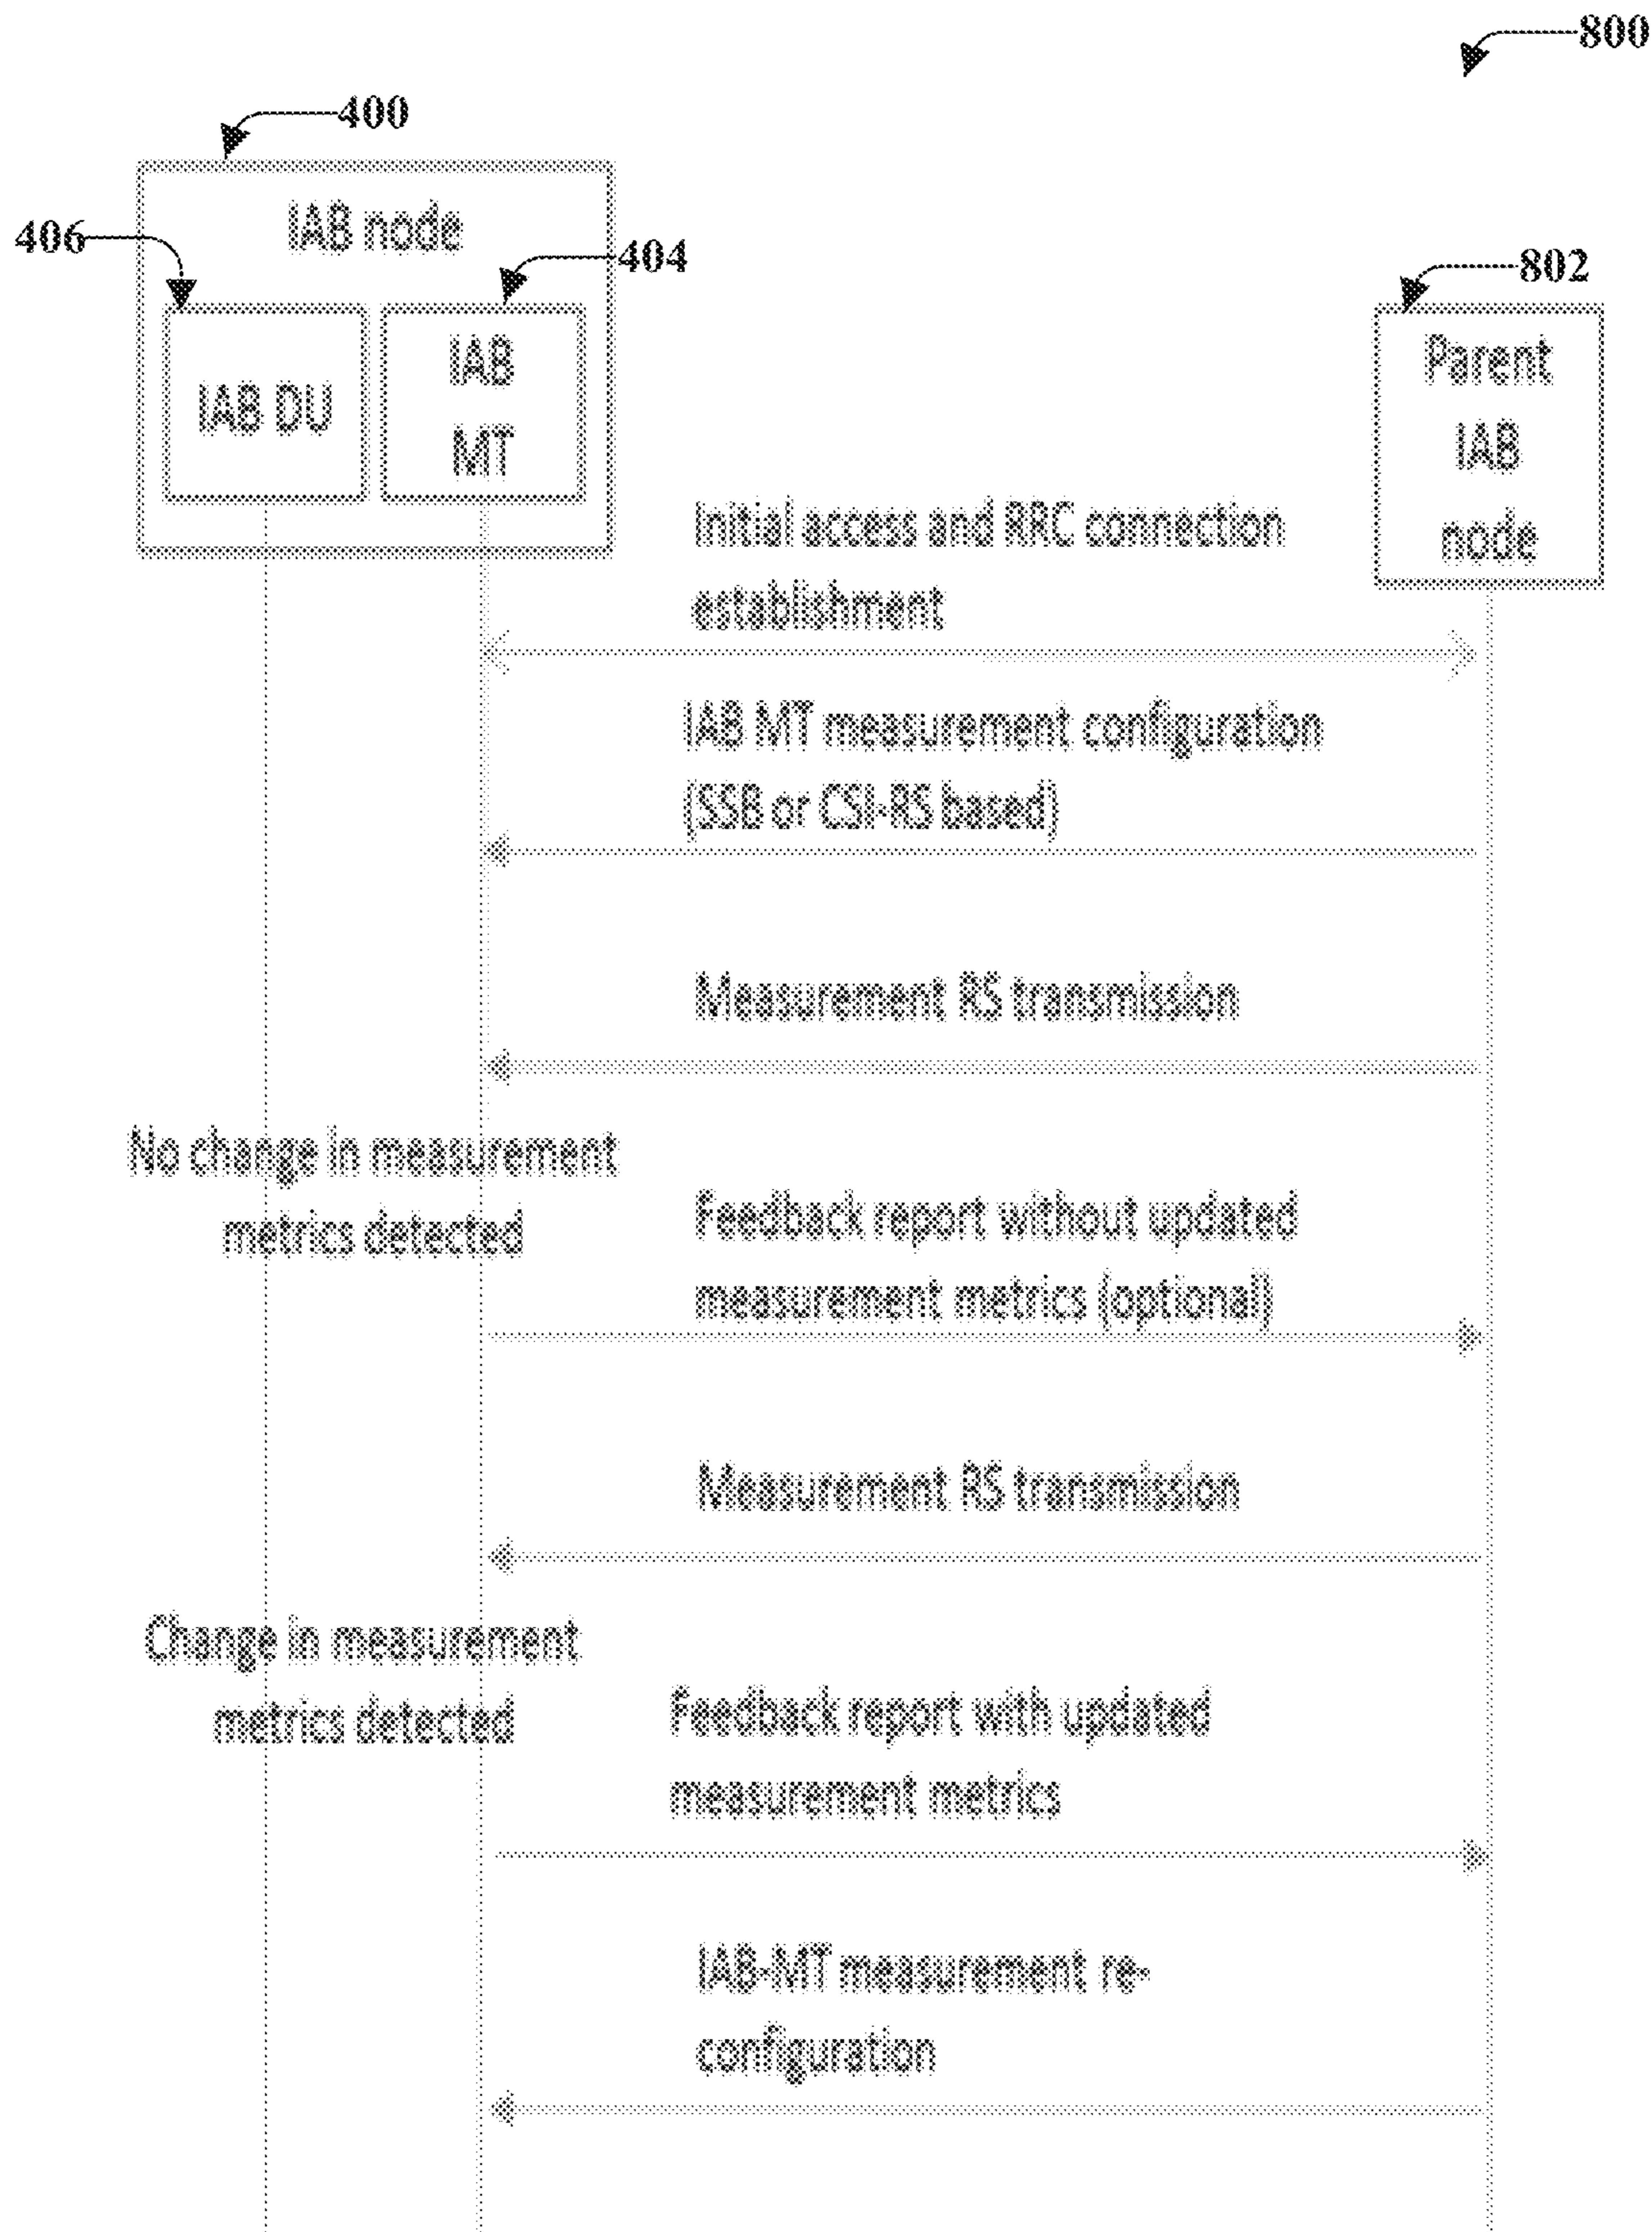 800
400
IAB node
406
404
802
IAB DU
IAB
MT
Parent
IAB
node
Initial access and RRC connection
establishment
IAB MT measurement configuration
(SSB or CSI-RS based)
Measurement RS transmission
No change in measurement
metrics detected
Feedback report without updated
measurement metrics (optional)
Measurement RS transmission
Change in measurement
metrics detected
Feedback report with updated
measurement metrics
IAB-MT measurement re-
configuration